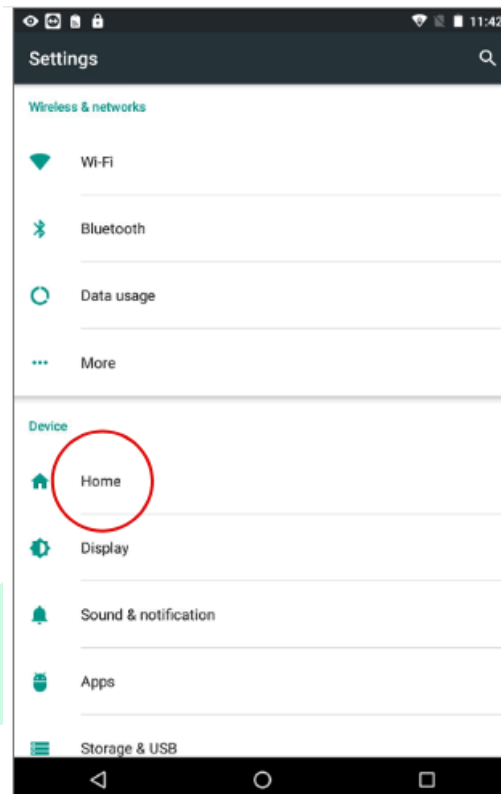 11:42
Settings
Wireless & networks
Wi-Fi
Bluetooth
Data usage
More
Device
Home
Display
Sound & notification
Apps
Storage & USB